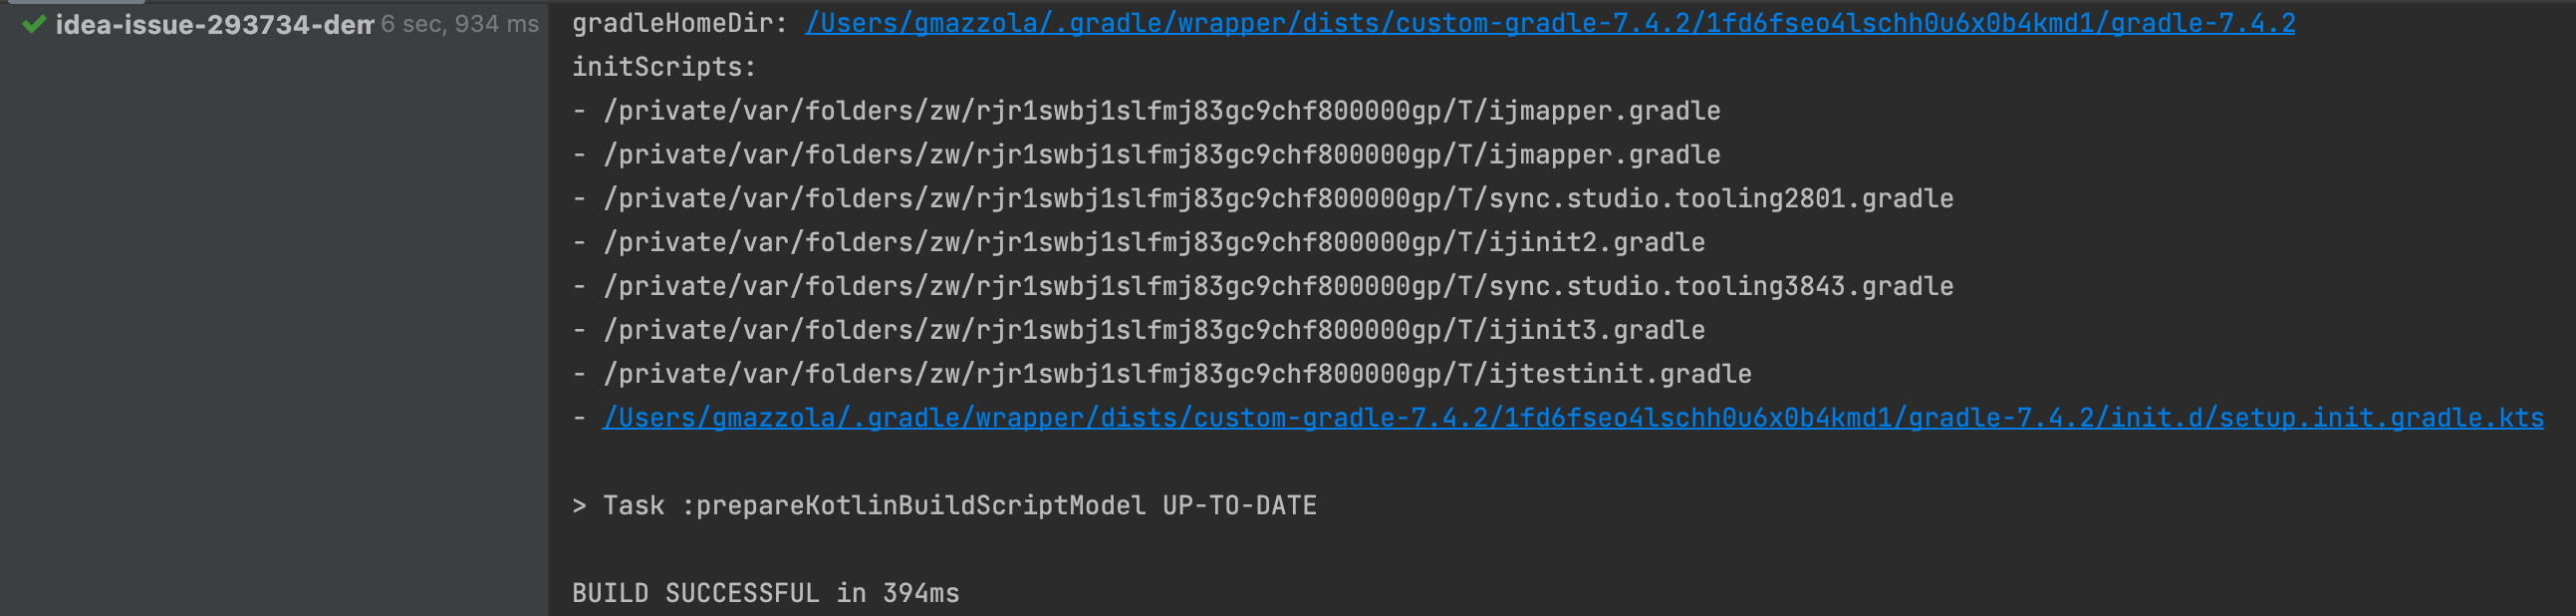 idea-issue-293734-dem 6 sec, 934 ms
gradleHomeDir: /Users/gmazzola/.gradle/wrapper/dists/custom-gradle-7.4.2/1fd6fseo4lschh0u6x0b4kmd1/gradle-7.4.2
initScripts:
- /private/var/folders/zw/rjr1swbj1slfmj83gc9chf800000gp/T/ijmapper.gradle
- /private/var/folders/zw/rjr1swbj1slfmj83gc9chf800000gp/T/ijmapper.gradle
- /private/var/folders/zw/rjr1swbj1slfmj83gc9chf800000gp/T/sync.studio.tooling2801.gradle
- /private/var/folders/zw/rjr1swbj1slfmj83gc9chf800000gp/T/ijinit2.gradle
- /private/var/folders/zw/rjr1swbj1slfmj83gc9chf800000gp/T/sync.studio.tooling3843.gradle
- /private/var/folders/zw/rjr1swbj1slfmj83gc9chf800000gp/T/ijinit3.gradle
- /private/var/folders/zw/rjr1swbj1slfmj83gc9chf800000gp/T/ijtestinit.gradle
- /Users/gmazzola/.gradle/wrapper/dists/custom-gradle-7.4.2/1fd6fseo4lschh0u6x0b4kmd1/gradle-7.4.2/init.d/setup.init.gradle.kts
> Task :prepareKotlinBuildScriptModel UP-TO-DATE
BUILD SUCCESSFUL in 394ms